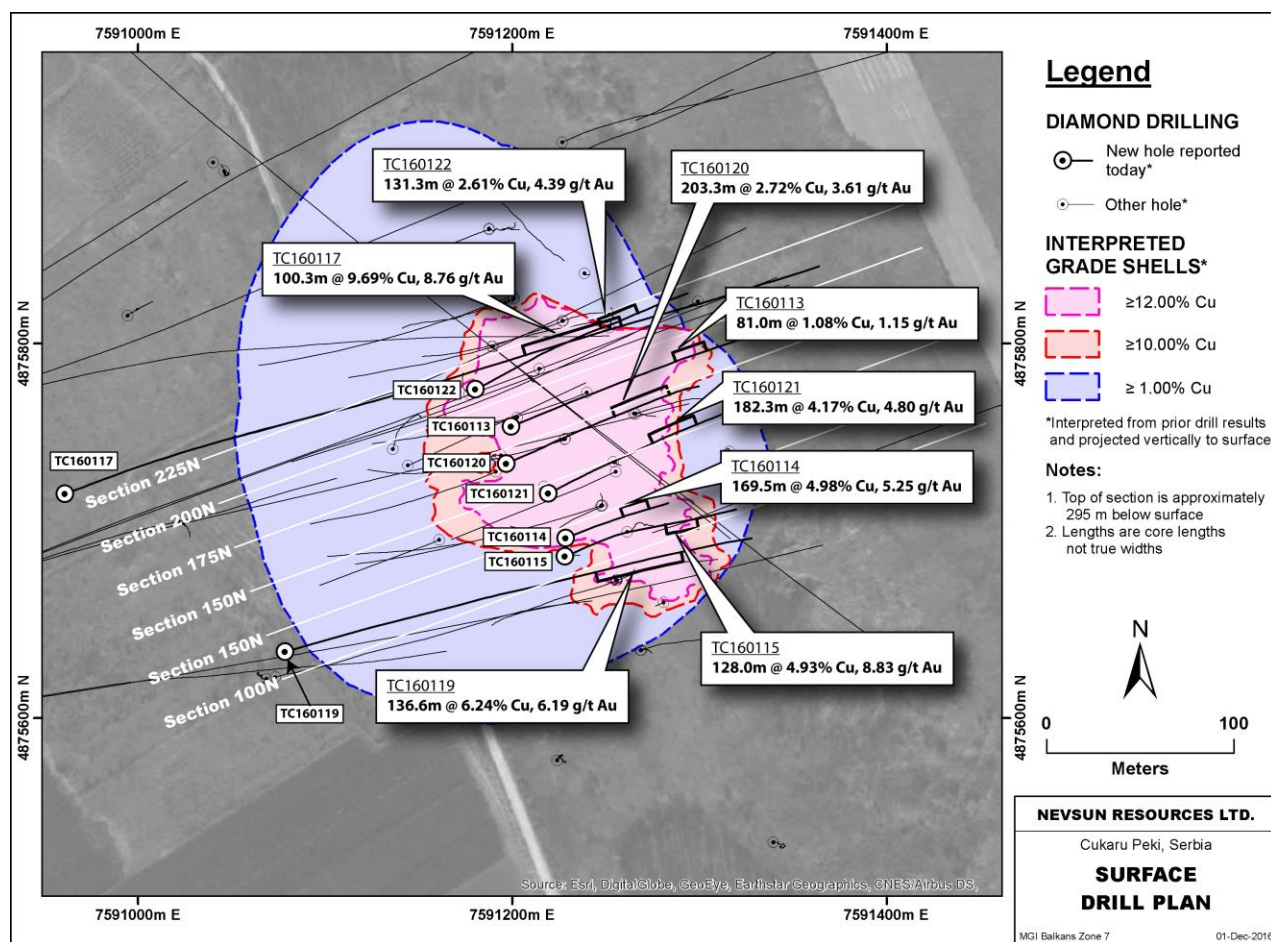 7591000m E
7591200m E
7591400m E
4875800m N
4875600m N
4875800m N
4875600m N
7591000m E
7591200m E
7591400m E
TC160122
131.3m @ 2.61% Cu, 4.39 g/t Au
TC160120
203.3m @ 2.72% Cu, 3.61 g/t Au
TC160117
100.3m @ 9.69% Cu, 8.76 g/t Au
TC160113
81.0m @ 1.08% Cu, 1.15 g/t Au
TC160121
182.3m @ 4.17% Cu, 4.80 g/t Au
TC160114
169.5m @ 4.98% Cu, 5.25 g/t Au
TC160115
128.0m @ 4.93% Cu, 8.83 g/t Au
TC160119
136.6m @ 6.24% Cu, 6.19 g/t Au
TC160122
TC160113
TC160117
TC160120
TC160121
TC160114
TC160115
TC160119
Section 225N
Section 200N
Section 175N
Section 150N
Section 150N
Section 100N
Source: Esri, DigitalGlobe, GeoEye, Earthstar Geographics, CNES/Airbus DS,
Legend
DIAMOND DRILLING
New hole reported
today*
Other hole*
INTERPRETED
GRADE SHELLS*
≥12.00% Cu
≥10.00% Cu
≥ 1.00% Cu
*Interpreted from prior drill results
and projected vertically to surface
Notes:
1. Top of section is approximately
295 m below surface
2. Lengths are core lengths
not true widths
N
0 100
Meters
NEVSUN RESOURCES LTD.
Cukaru Peki, Serbia
SURFACE
DRILL PLAN
MGI Balkans Zone 7 01-Dec-2016